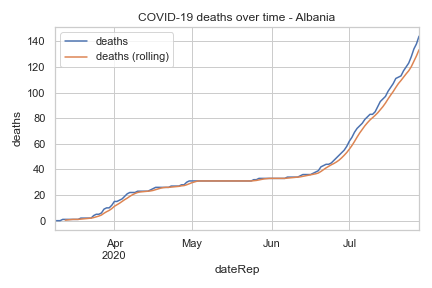 COVID-19 deaths over time - Albania
deaths
deaths (rolling)
140
120
100
80
60
40
20
0
deaths
Apr
2020
May
Jun
Jul
dateRep